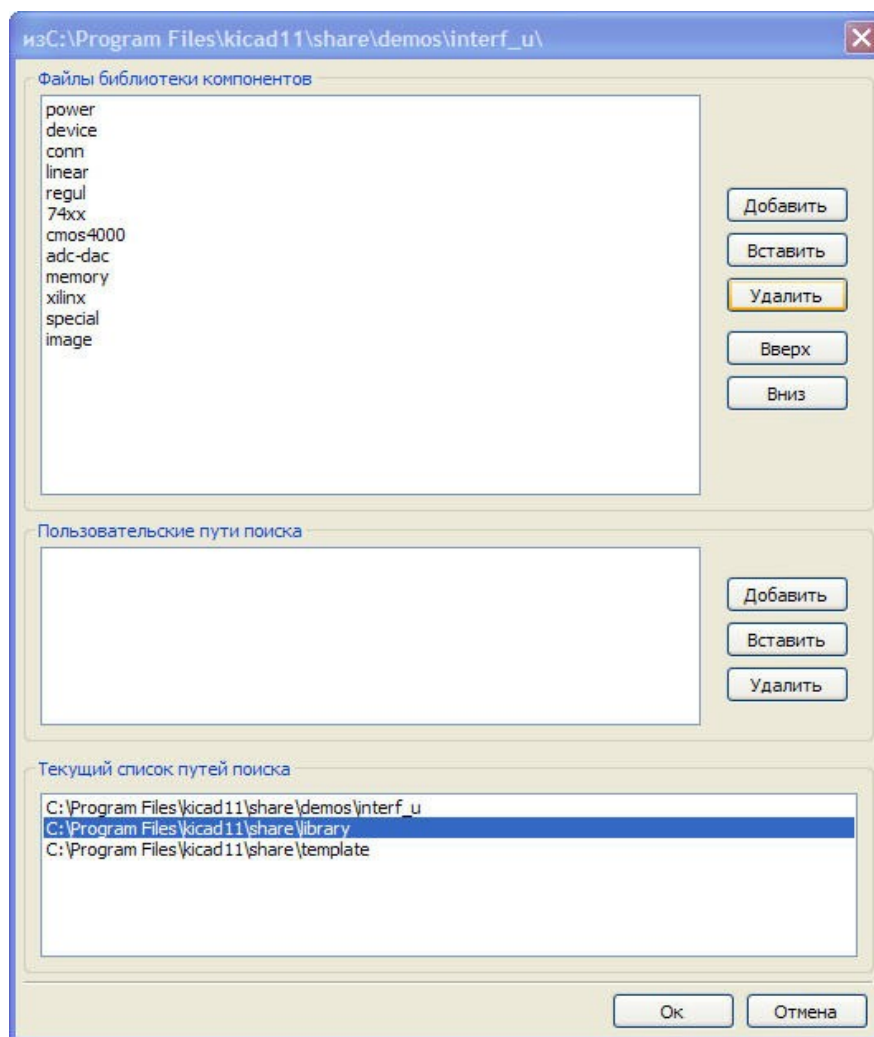 изC:\Program Files\kicad11\share\demos\interf_u\
Файлы библиотеки компонентов
power
device
conn
linear
regul
74xx
cmos4000
adc-dac
memory
xilinx
special
image
Добавить
Вставить
Удалить
Вверх
Вниз
Пользовательские пути поиска
Добавить
Вставить
Удалить
Текущий список путей поиска
C:\Program Files\kicad11\share\demos\interf_u
C:\Program Files\kicad11\share\library
C:\Program Files\kicad11\share\template
Ок
Отмена